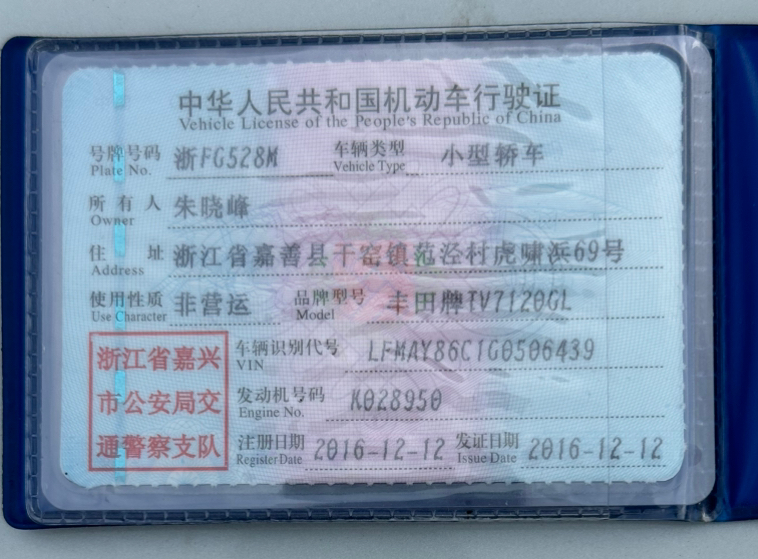 中华人民共和国机动车行驶证
Vehicle License of the People's Republic of China
号牌号码 浙FG528M 车辆类型 小型轿车
Plate No. Vehicle Type
所有人 朱晓峰
Owner
住址 浙江省嘉善县干窑镇范泾村虎啸浜69号
Address
使用性质 非营运 品牌型号 丰田牌TV7120GL
Use Character Model
浙江省嘉兴
市公安局交
通警察支队
车辆识别代号 LFMAY86C1G0506439
VIN
发动机号码 K028950
Engine No.
注册日期 2016-12-12 发证日期 2016-12-12
Register Date Issue Date